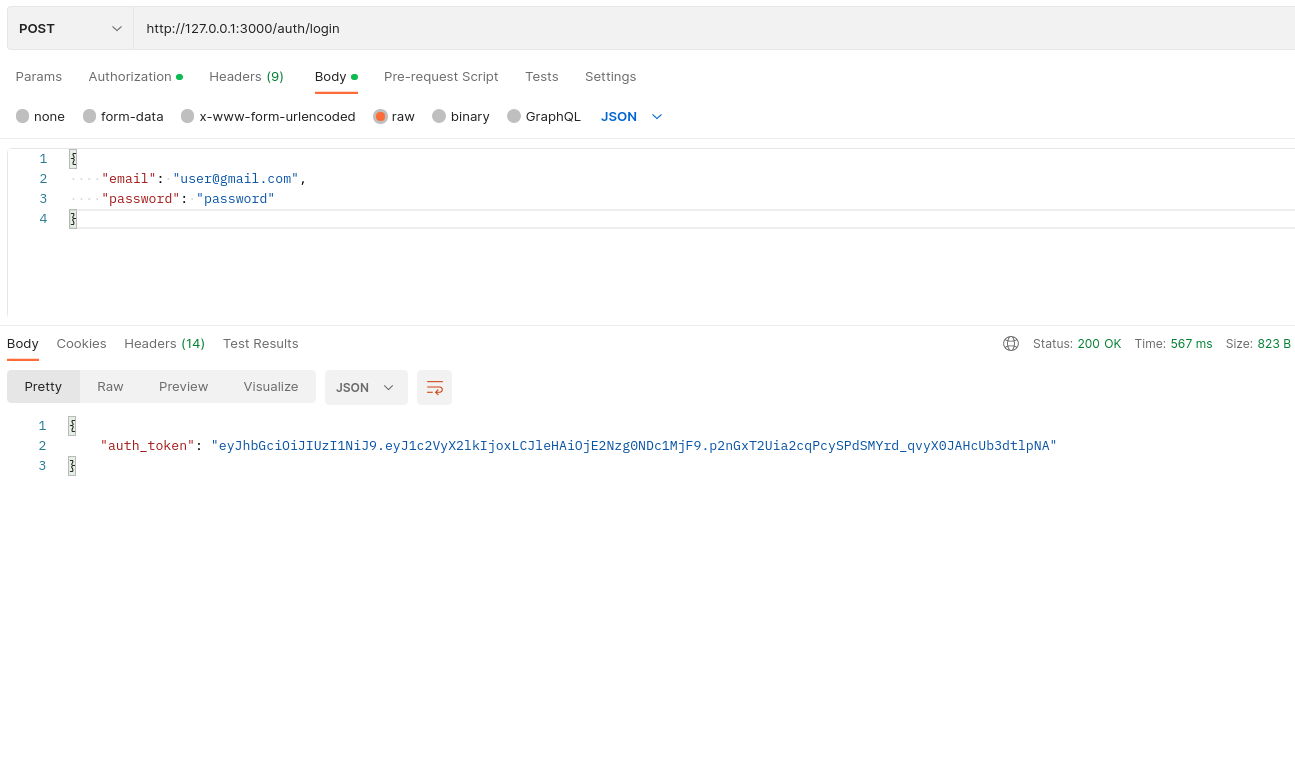 POST http://127.0.0.1:3000/auth/login
Params Authorization Headers (9) Body Pre-request Script Tests Settings
none form-data x-www-form-urlencoded raw binary GraphQL JSON
1 {
2 "email": "user@gmail.com",
3 "password": "password"
4 }
Body Cookies Headers (14) Test Results Status: 200 OK Time: 567 ms Size: 823 B
Pretty Raw Preview Visualize JSON
1 {
2 "auth_token": "eyJhbGciOiJIUzI1NiJ9.eyJ1c2VyX2lkIjoxLCJleHAiOjE2Nzg0NDc1MjF9.p2nGxT2Uia2cqPcySPdSMYrd_qvyX0JAHcUb3dtlpNA"
3 }